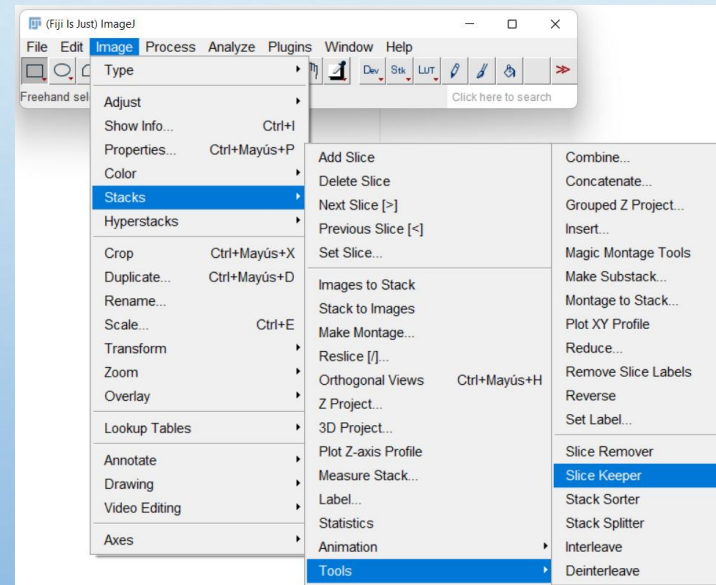 (Fiji Is Just) ImageJ
File Edit Image Process Analyze Plugins Window Help
Dev Stk LUT
Freehand sel
Click here to search
Type
Adjust
Show Info... Ctrl+I
Properties... Ctrl+Mayús+P
Color
Stacks
Hyperstacks
Crop Ctrl+Mayús+X
Duplicate... Ctrl+Mayús+D
Rename...
Scale... Ctrl+E
Transform
Zoom
Overlay
Lookup Tables
Annotate
Drawing
Video Editing
Axes
Add Slice
Delete Slice
Next Slice [>]
Previous Slice [<]
Set Slice...
Images to Stack
Stack to Images
Make Montage...
Reslice [/]...
Orthogonal Views Ctrl+Mayús+H
Z Project...
3D Project...
Plot Z-axis Profile
Measure Stack...
Label...
Statistics
Animation
Tools
Combine...
Concatenate...
Grouped Z Project...
Insert...
Magic Montage Tools
Make Substack...
Montage to Stack...
Plot XY Profile
Reduce...
Remove Slice Labels
Reverse
Set Label...
Slice Remover
Slice Keeper
Stack Sorter
Stack Splitter
Interleave
Deinterleave